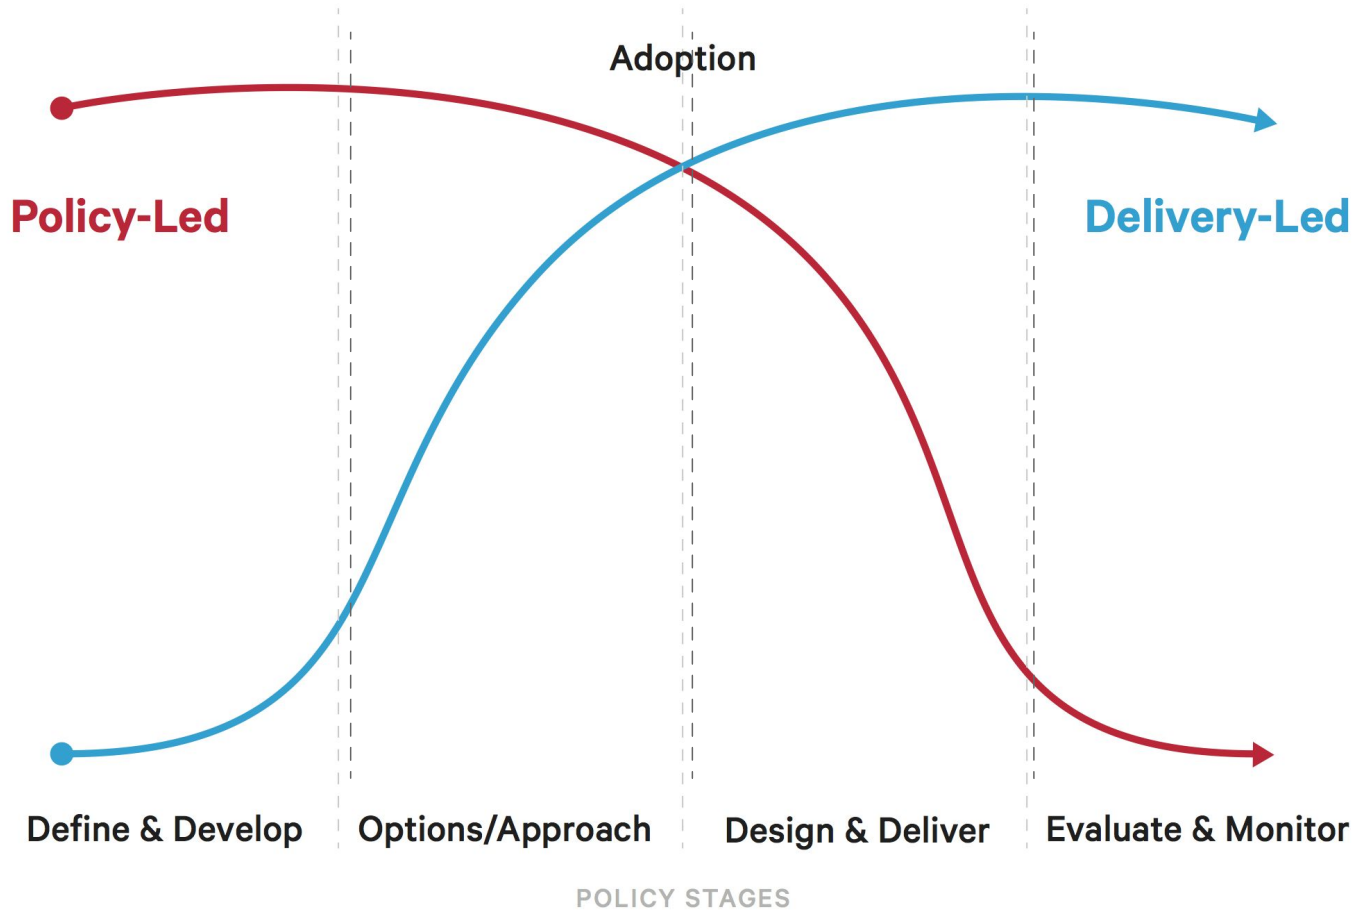 Adoption
Policy-Led
Delivery-Led
Define & Develop
Options/Approach
Design & Deliver
Evaluate & Monitor
POLICY STAGES